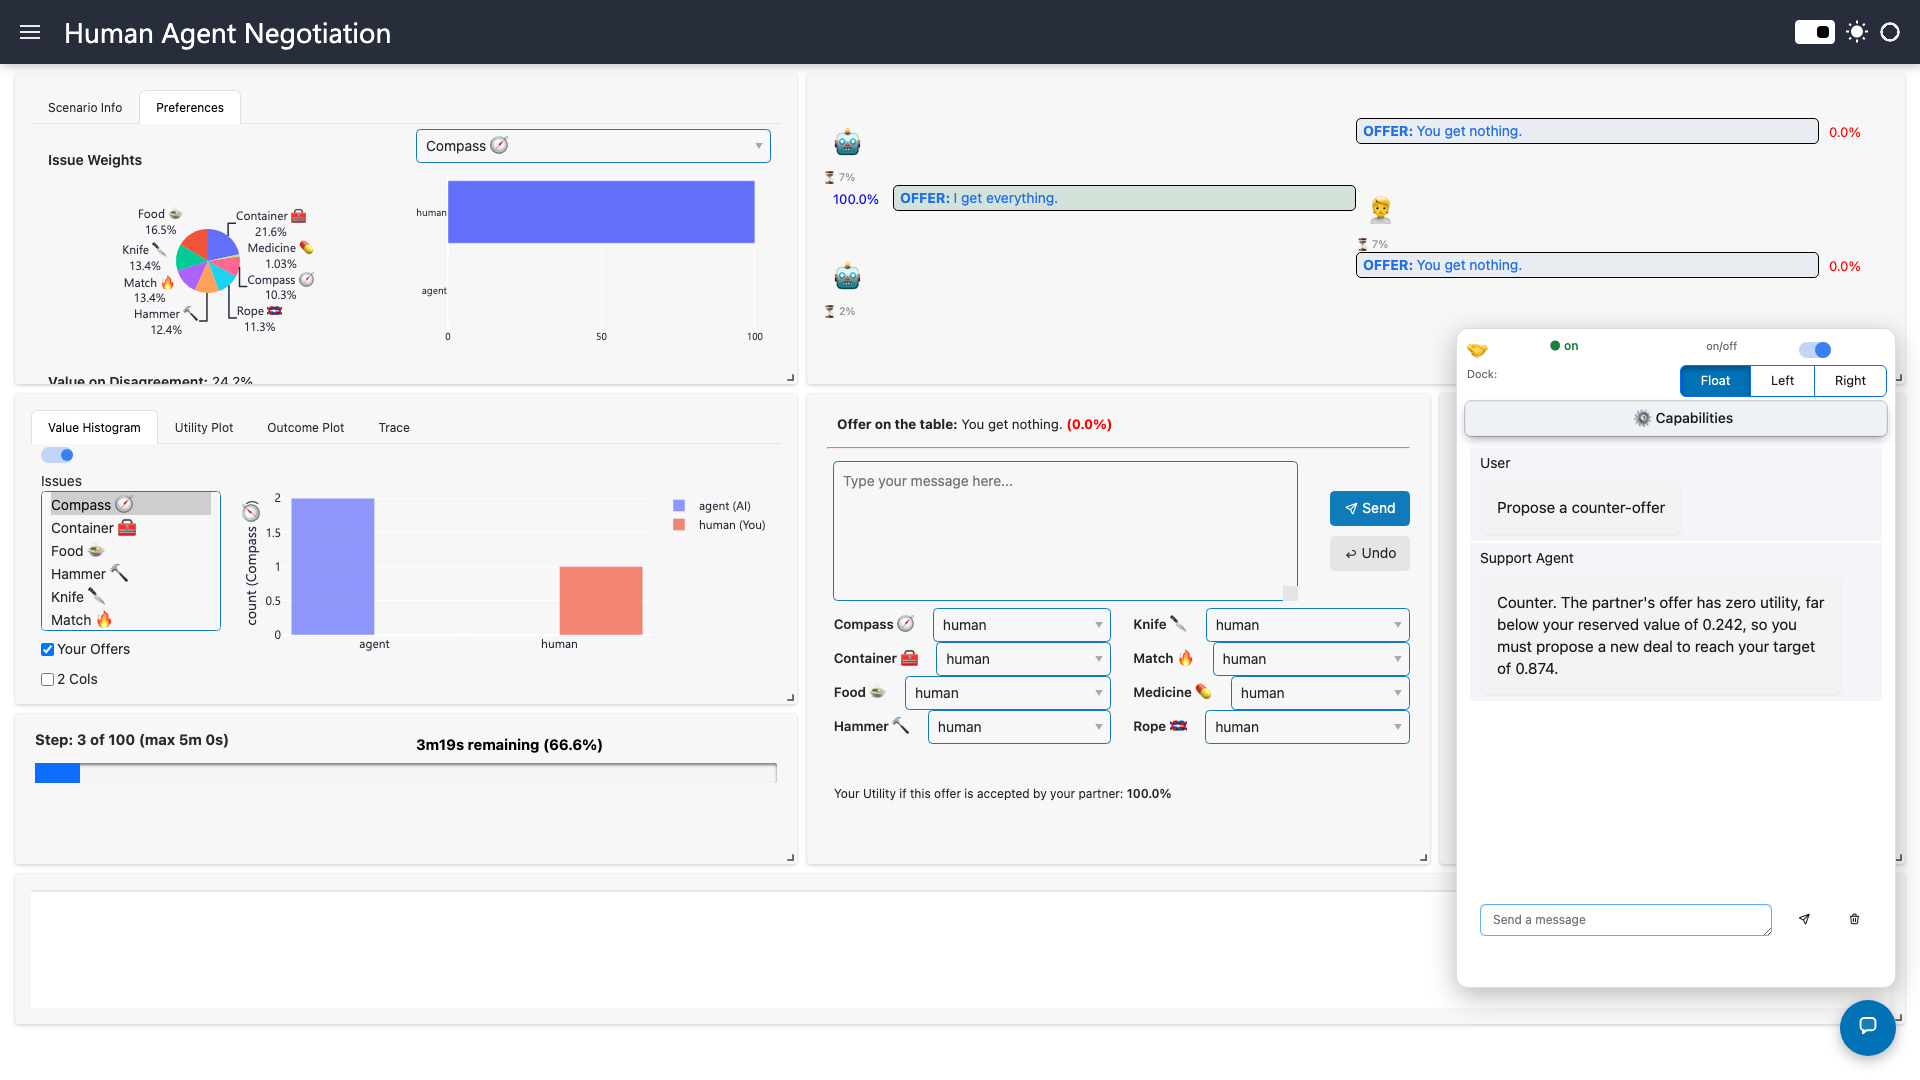 Human Agent Negotiation
Scenario Info
Preferences
Issue Weights
Compass
Food
16.5%
Container
21.6%
Knife
13.4%
Medicine
1.03%
Match
13.4%
Compass
10.3%
Hammer
12.4%
Rope
11.3%
human
agent
0
50
100
Value on Disagreement: 24.2%
OFFER: You get nothing.
0.0%
7%
100.0%
OFFER: I get everything.
7%
OFFER: You get nothing.
0.0%
2%
Value Histogram
Utility Plot
Outcome Plot
Trace
Issues
Compass
Container
Food
Hammer
Knife
Match
Your Offers
2 Cols
count (Compass )
2
1.5
1
0.5
0
agent
human
agent (AI)
human (You)
Step: 3 of 100 (max 5m 0s)
3m19s remaining (66.6%)
Offer on the table: You get nothing. (0.0%)
Type your message here...
Send
Undo
Compass
human
Knife
human
Container
human
Match
human
Food
human
Medicine
human
Hammer
human
Rope
human
Your Utility if this offer is accepted by your partner: 100.0%
on
on/off
Dock:
Float
Left
Right
Capabilities
User
Propose a counter-offer
Support Agent
Counter. The partner's offer has zero utility, far
below your reserved value of 0.242, so you
must propose a new deal to reach your target
of 0.874.
Send a message